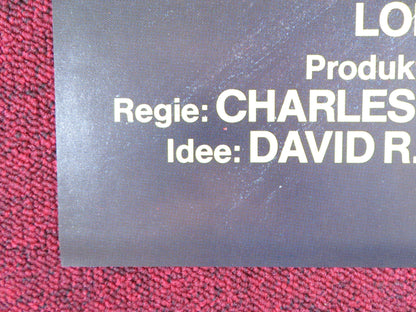 LO
Produk
Regie: CHARLES
Idee: DAVID R.